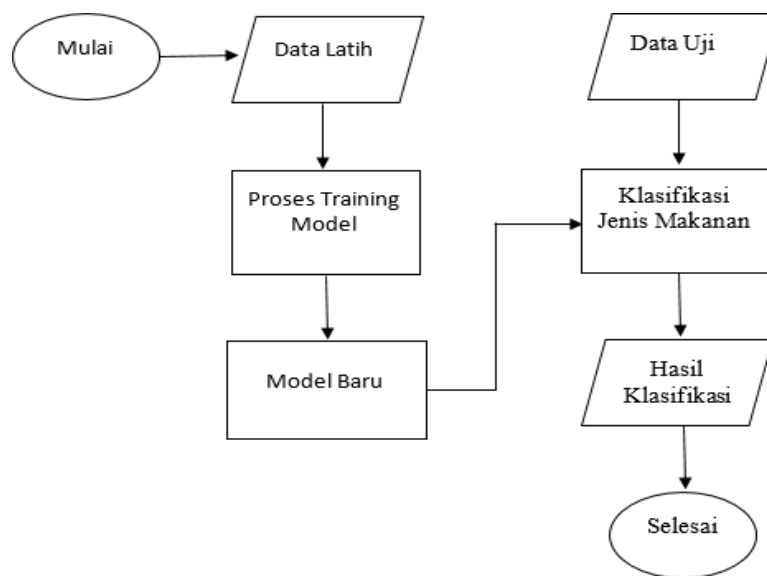 Mulai
Data Latih
Proses Training
Model
Model Baru
Data Uji
Klasifikasi
Jenis Makanan
Hasil
Klasifikasi
Selesai